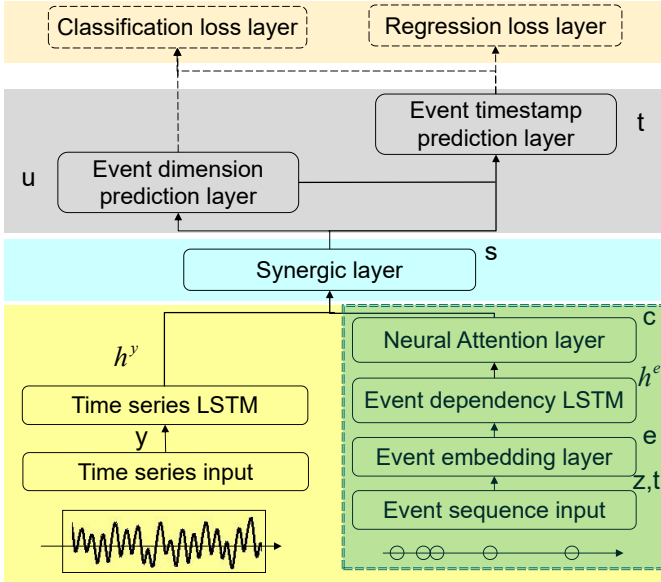 Classification loss layer
Regression loss layer
Event timestamp
prediction layer
t
u
Event dimension
prediction layer
s
Synergic layer
c
Neural Attention layer
h^y
h^e
Time series LSTM
Event dependency LSTM
y
e
Time series input
Event embedding layer
z,t
Event sequence input